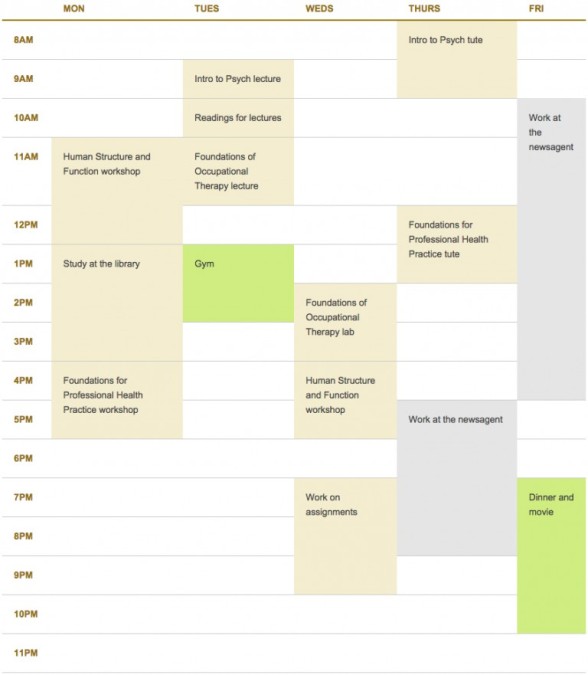 MON TUES WEDS THURS FRI
8AM Intro to Psych tute
9AM Intro to Psych lecture
10AM Readings for lectures Work at
the
newsagent
11AM Human Structure and Foundations of
Function workshop Occupational
Therapy lecture
12PM Foundations for
Professional Health
Practice tute
1PM Study at the library Gym
2PM Foundations of
Occupational
Therapy lab
3PM
4PM Foundations for Human Structure
Professional Health and Function
Practice workshop workshop
5PM Work at the newsagent
6PM
7PM Work on Dinner and
assignments movie
8PM
9PM
10PM
11PM